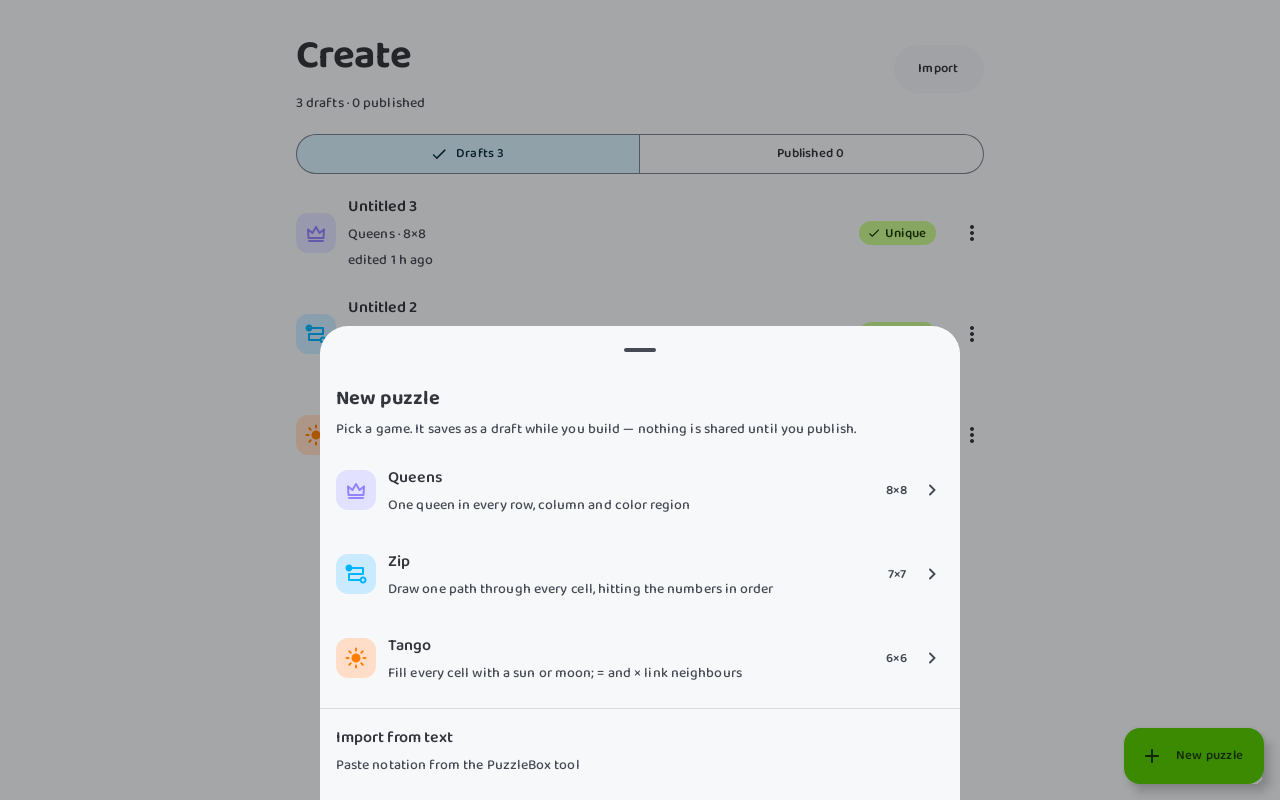 Create
Import
3 drafts · 0 published
Drafts 3
Published 0
Untitled 3
Queens · 8×8
edited 1 h ago
Unique
Untitled 2
New puzzle
Pick a game. It saves as a draft while you build — nothing is shared until you publish.
Queens
One queen in every row, column and color region
8×8
Zip
Draw one path through every cell, hitting the numbers in order
7×7
Tango
Fill every cell with a sun or moon; = and × link neighbours
6×6
Import from text
Paste notation from the PuzzleBox tool
New puzzle